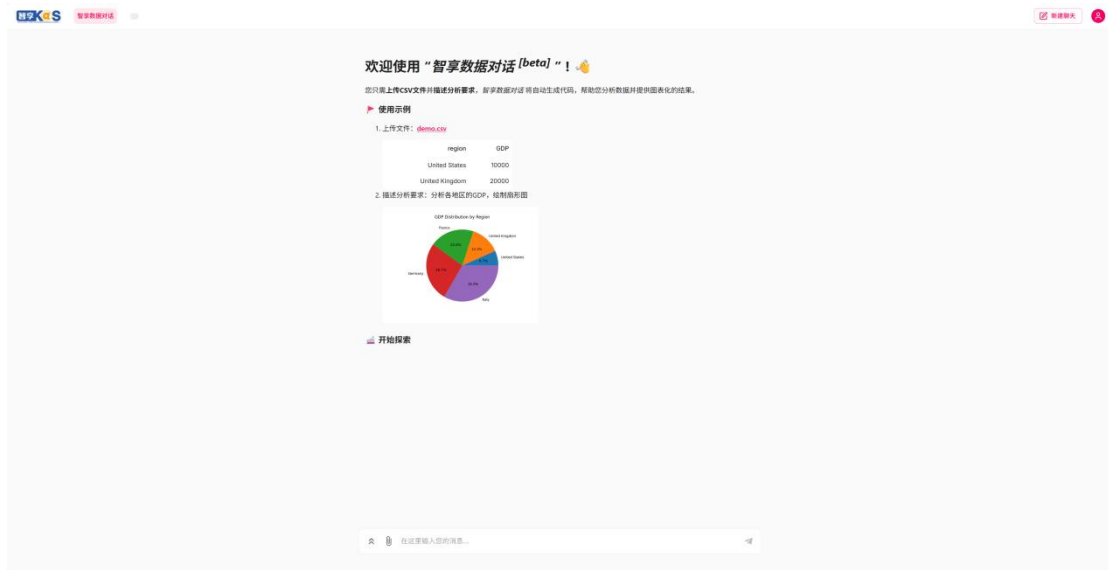 智享KaS
智享数据对话
新建聊天
欢迎使用 “智享数据对话 [beta] ”！👋
您只需上传CSV文件并描述分析要求，智享数据对话 将自动生成代码，帮助您分析数据并提供图表化的结果。
🚩 使用示例
1. 上传文件：demo.csv
region GDP
United States 10000
United Kingdom 20000
2. 描述分析要求：分析各地区的GDP，绘制扇形图
GDP Distribution by Region
France
United Kingdom
United States
Germany
Italy
开始探索
在这里输入您的消息...